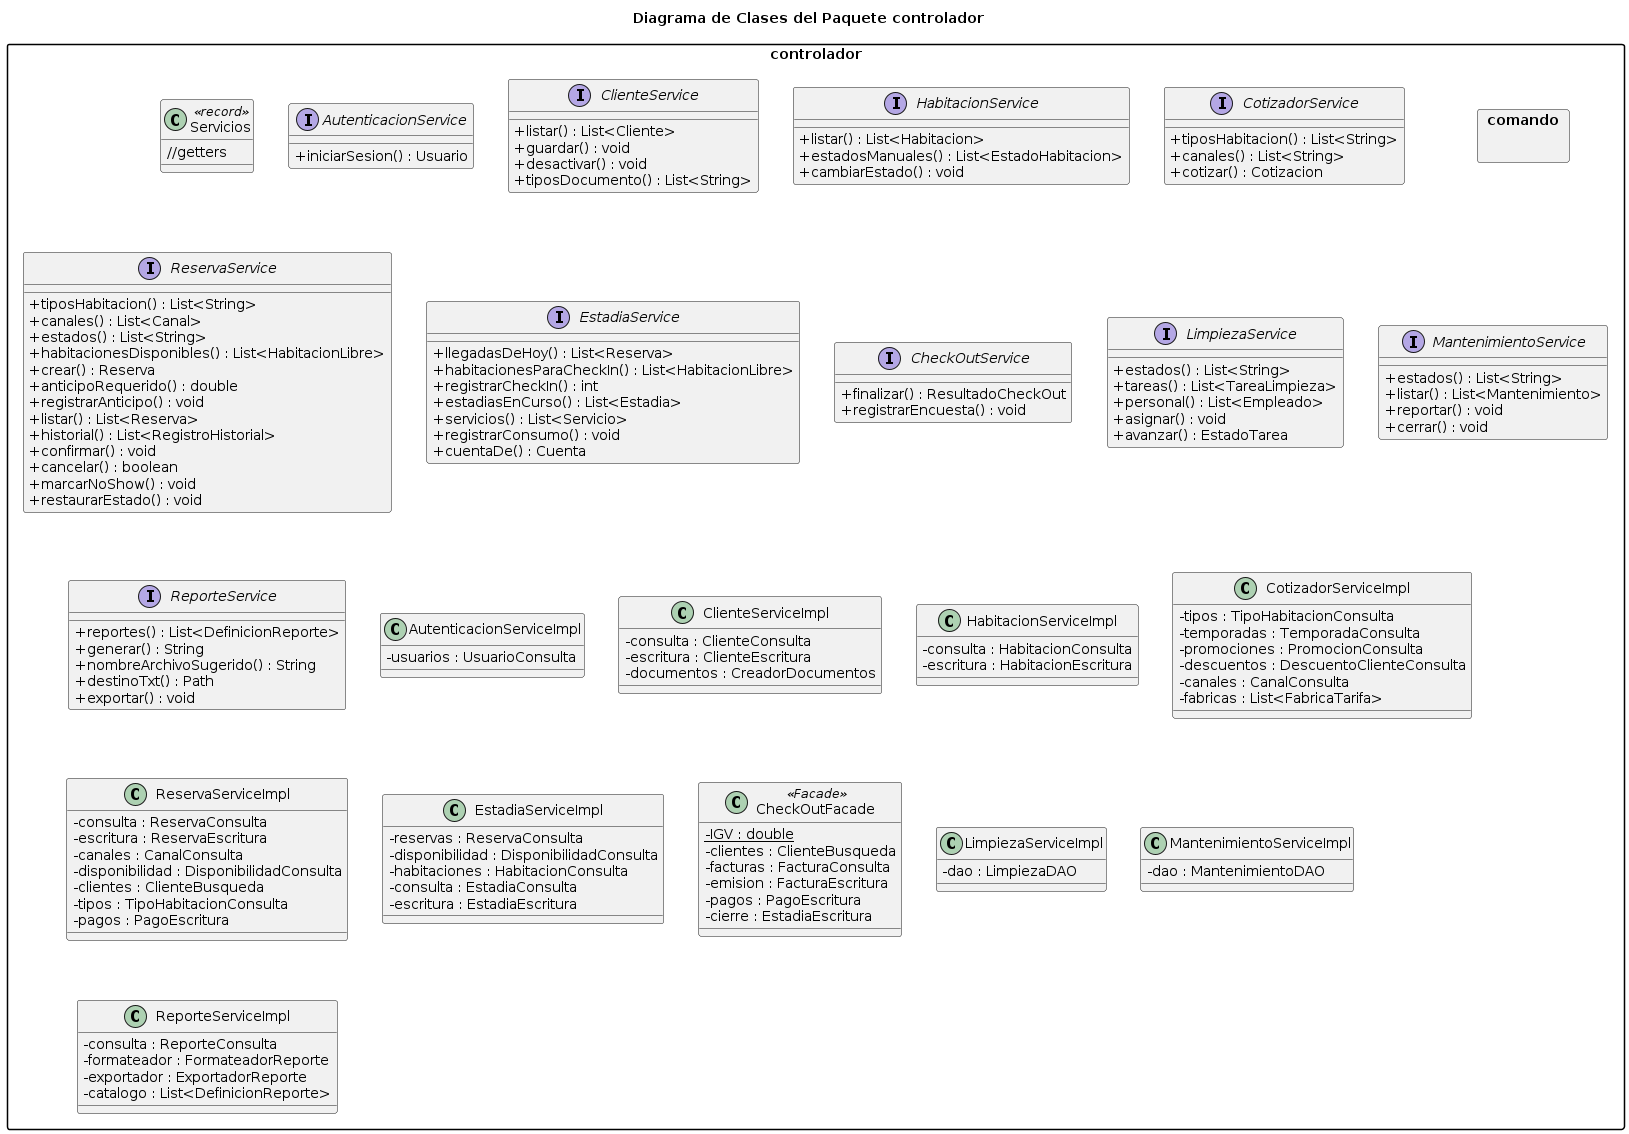 Diagrama de Clases del Paquete controlador
controlador
C «record» Servicios
//getters
I AutenticacionService
+iniciarSesion() : Usuario
I ClienteService
+listar() : List<Cliente>
+guardar() : void
+desactivar() : void
+tiposDocumento() : List<String>
I HabitacionService
+listar() : List<Habitacion>
+estadosManuales() : List<EstadoHabitacion>
+cambiarEstado() : void
I CotizadorService
+tiposHabitacion() : List<String>
+canales() : List<String>
+cotizar() : Cotizacion
comando
I ReservaService
+tiposHabitacion() : List<String>
+canales() : List<Canal>
+estados() : List<String>
+habitacionesDisponibles() : List<HabitacionLibre>
+crear() : Reserva
+anticipoRequerido() : double
+registrarAnticipo() : void
+listar() : List<Reserva>
+historial() : List<RegistroHistorial>
+confirmar() : void
+cancelar() : boolean
+marcarNoShow() : void
+restaurarEstado() : void
I EstadiaService
+llegadasDeHoy() : List<Reserva>
+habitacionesParaCheckIn() : List<HabitacionLibre>
+registrarCheckIn() : int
+estadiasEnCurso() : List<Estadia>
+servicios() : List<Servicio>
+registrarConsumo() : void
+cuentaDe() : Cuenta
I CheckOutService
+finalizar() : ResultadoCheckOut
+registrarEncuesta() : void
I LimpiezaService
+estados() : List<String>
+tareas() : List<TareaLimpieza>
+personal() : List<Empleado>
+asignar() : void
+avanzar() : EstadoTarea
I MantenimientoService
+estados() : List<String>
+listar() : List<Mantenimiento>
+reportar() : void
+cerrar() : void
I ReporteService
+reportes() : List<DefinicionReporte>
+generar() : String
+nombreArchivoSugerido() : String
+destinoTxt() : Path
+exportar() : void
C AutenticacionServiceImpl
-usuarios : UsuarioConsulta
C ClienteServiceImpl
-consulta : ClienteConsulta
-escritura : ClienteEscritura
-documentos : CreadorDocumentos
C HabitacionServiceImpl
-consulta : HabitacionConsulta
-escritura : HabitacionEscritura
C CotizadorServiceImpl
-tipos : TipoHabitacionConsulta
-temporadas : TemporadaConsulta
-promociones : PromocionConsulta
-descuentos : DescuentoClienteConsulta
-canales : CanalConsulta
-fabricas : List<FabricaTarifa>
C ReservaServiceImpl
-consulta : ReservaConsulta
-escritura : ReservaEscritura
-canales : CanalConsulta
-disponibilidad : DisponibilidadConsulta
-clientes : ClienteBusqueda
-tipos : TipoHabitacionConsulta
-pagos : PagoEscritura
C EstadiaServiceImpl
-reservas : ReservaConsulta
-disponibilidad : DisponibilidadConsulta
-habitaciones : HabitacionConsulta
-consulta : EstadiaConsulta
-escritura : EstadiaEscritura
C «Facade» CheckOutFacade
-IGV : double
-clientes : ClienteBusqueda
-facturas : FacturaConsulta
-emision : FacturaEscritura
-pagos : PagoEscritura
-cierre : EstadiaEscritura
C LimpiezaServiceImpl
-dao : LimpiezaDAO
C MantenimientoServiceImpl
-dao : MantenimientoDAO
C ReporteServiceImpl
-consulta : ReporteConsulta
-formateador : FormateadorReporte
-exportador : ExportadorReporte
-catalogo : List<DefinicionReporte>